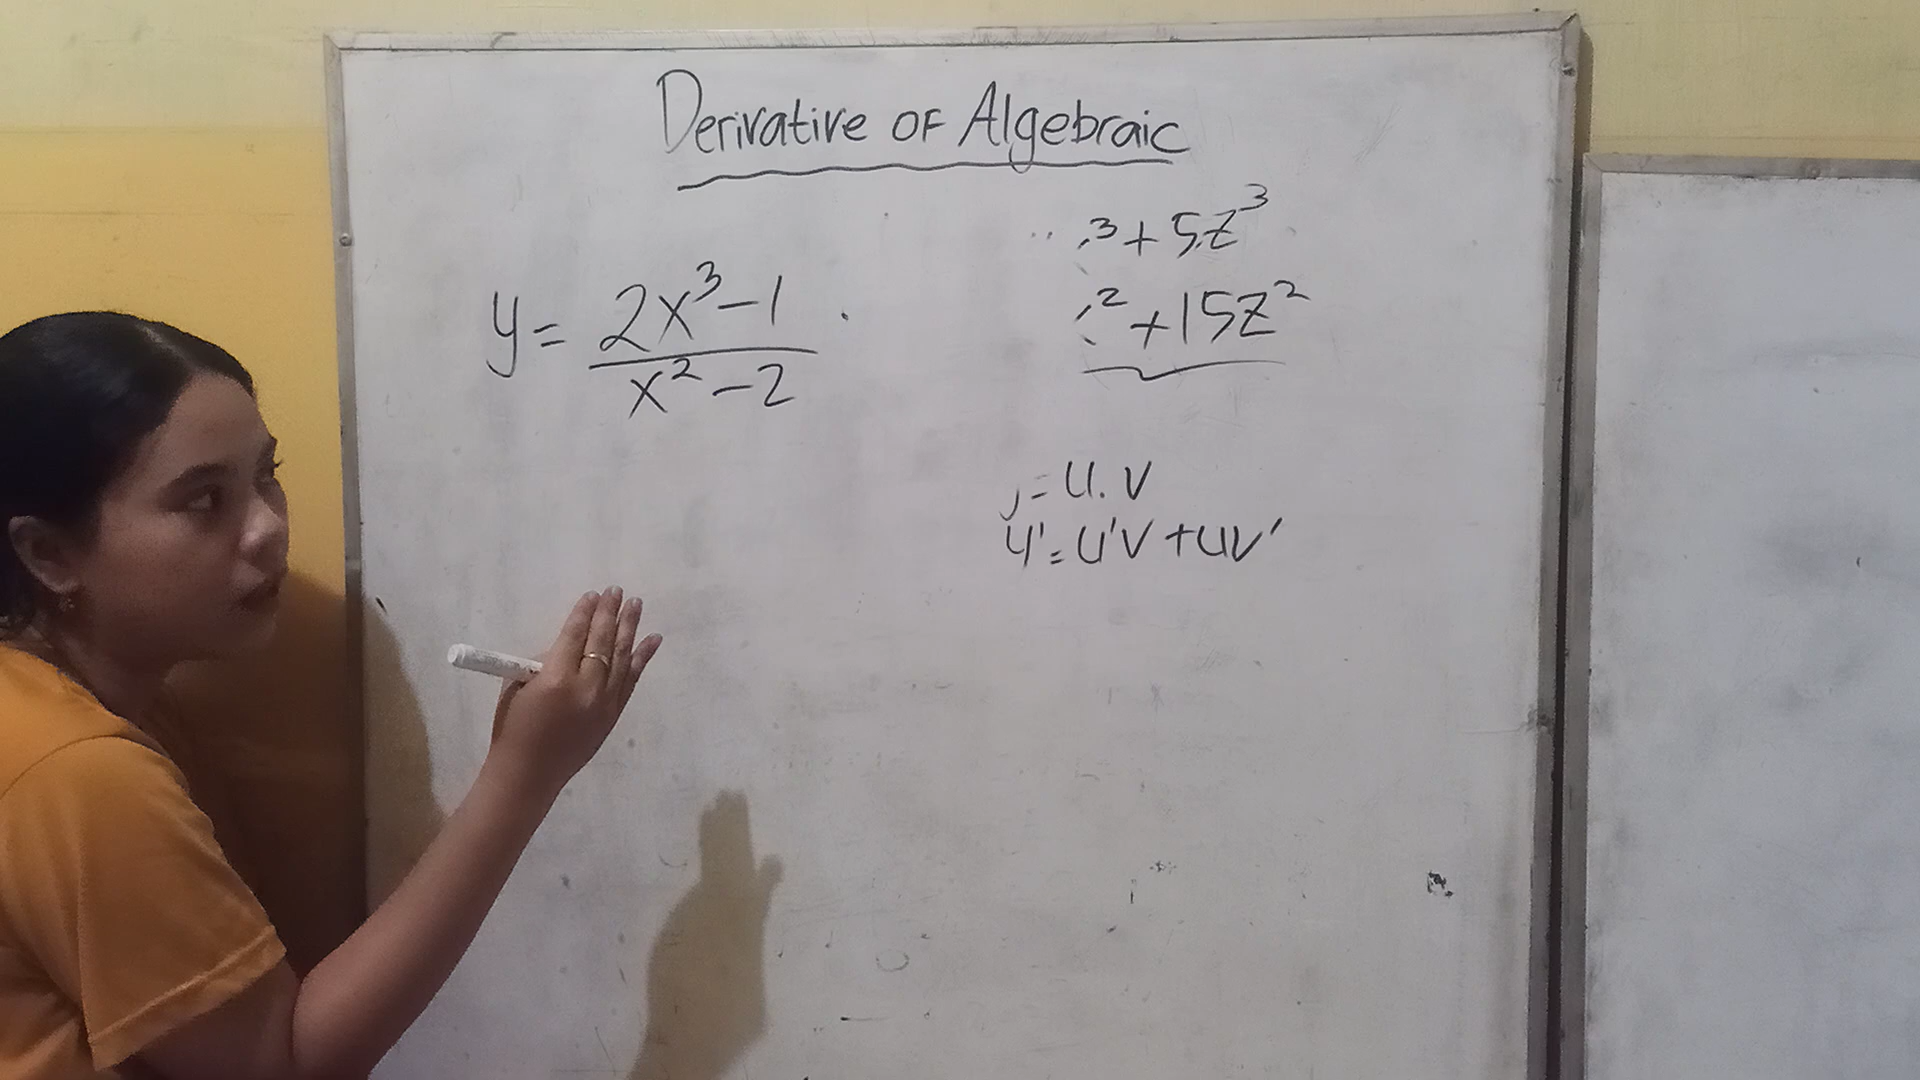 Derivative OF Algebraic
y = 2x³-1
x²-2
³ + 5z³
² + 15z²
= u. v
y' = u'v + uv'